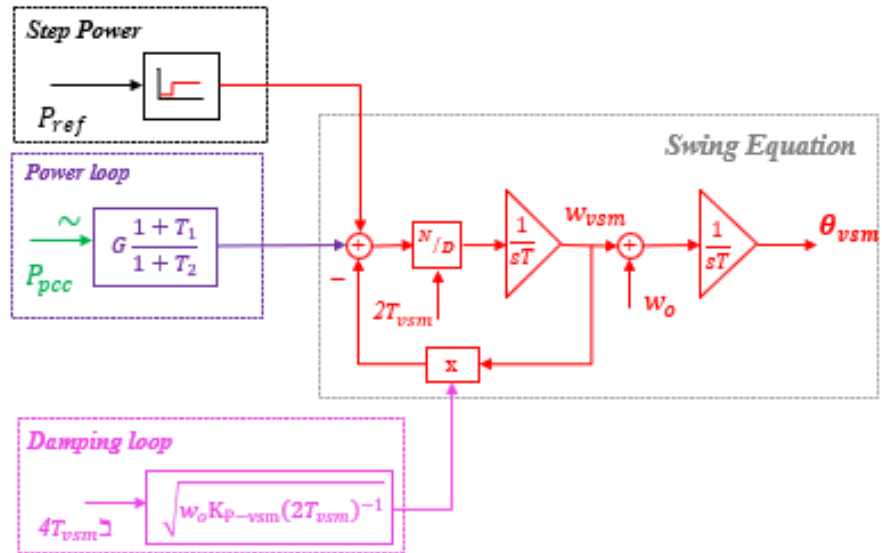 Step Power
P_ref
Swing Equation
Power loop
~
P_pcc
G (1 + T_1)/(1 + T_2)
+
−
N/D
2T_vsm
1/sT
w_vsm
+
w_o
1/sT
θ_vsm
x
Damping loop
4T_vsmב
√(w_o K_P−vsm (2T_vsm)^−1)